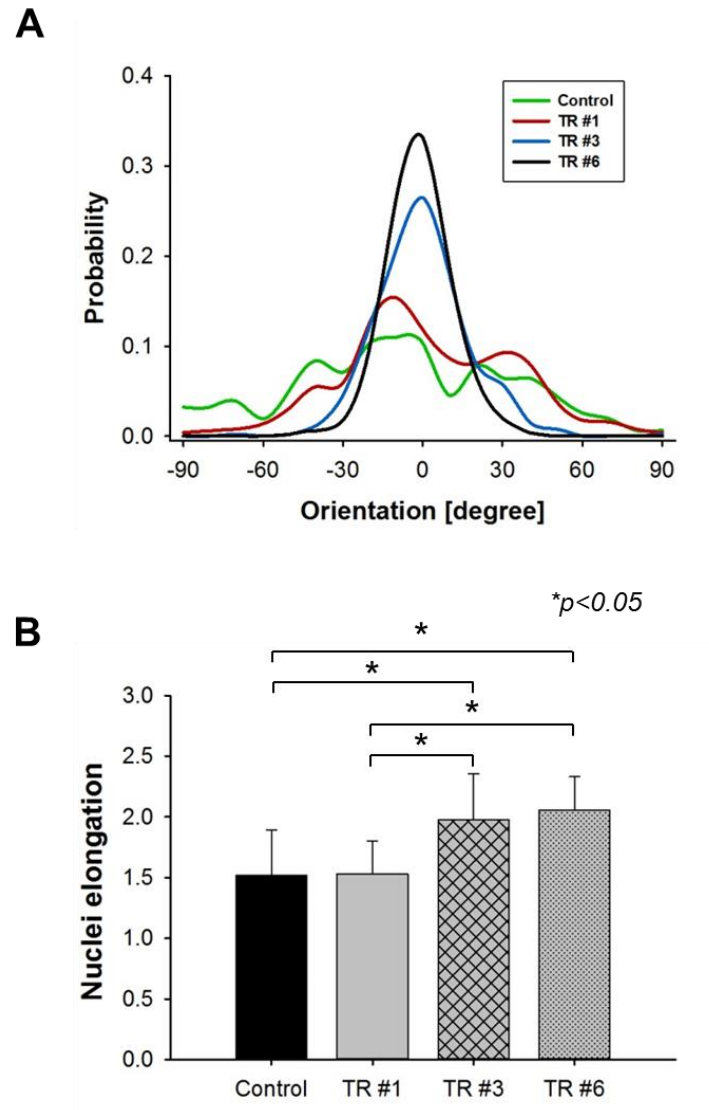 A
0.4
0.3
0.2
0.1
0.0
Probability
Control
TR #1
TR #3
TR #6
-90 -60 -30 0 30 60 90
Orientation [degree]
*p<0.05
B
*
*
*
*
3.0
2.5
2.0
1.5
1.0
0.5
0.0
Nuclei elongation
Control TR #1 TR #3 TR #6